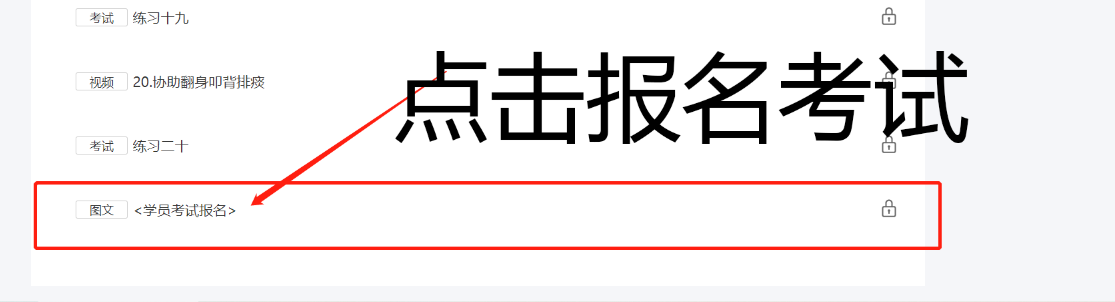 考试 练习十九
点击报名考试
视频 20.协助翻身叩背排痰
考试 练习二十
图文 <学员考试报名>